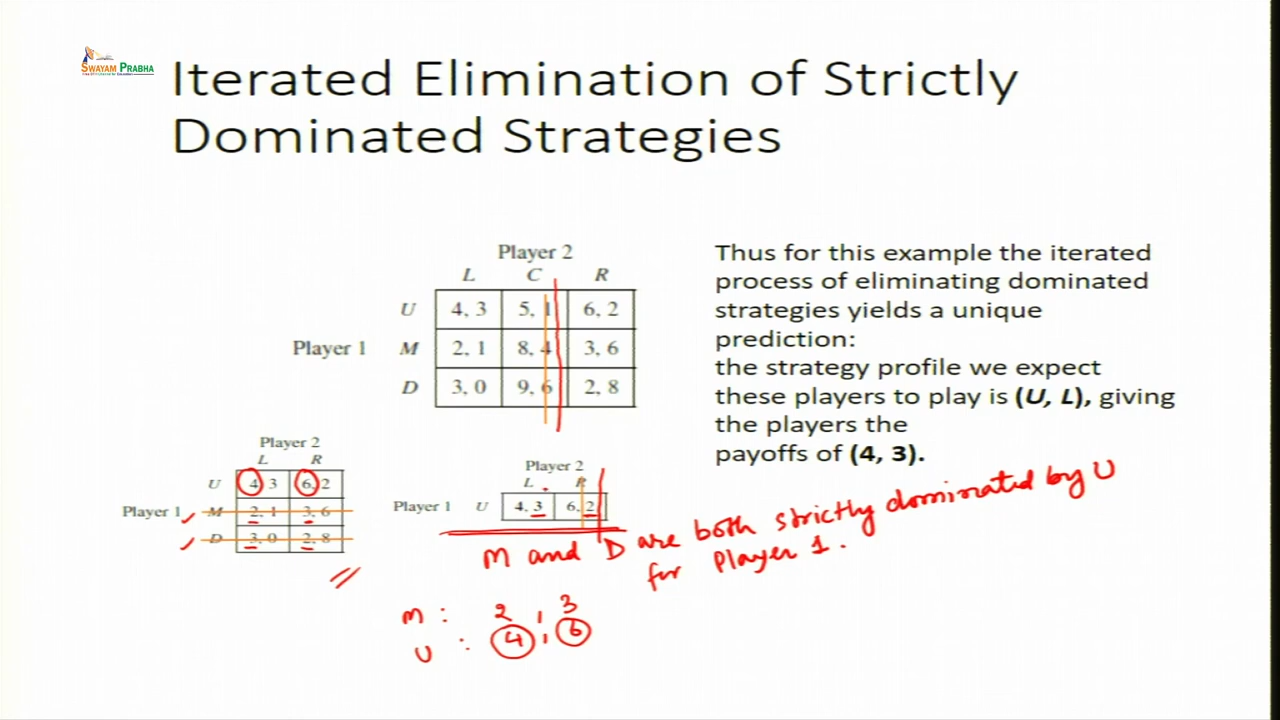 SWAYAM PRABHA
Iterated Elimination of Strictly
Dominated Strategies
Player 2
L C R
U 4, 3 5, 1 6, 2
Player 1 M 2, 1 8, 4 3, 6
D 3, 0 9, 6 2, 8
Thus for this example the iterated
process of eliminating dominated
strategies yields a unique
prediction:
the strategy profile we expect
these players to play is (U, L), giving
the players the
payoffs of (4, 3).
Player 2
L R
U 4, 3 6, 2
Player 1 M 2, 1 3, 6
D 3, 0 2, 8
Player 2
L R
Player 1 U 4, 3 6, 2
M and D are both strictly dominated by U
for Player 1.
M : 2 , 3
U : 4 , 6